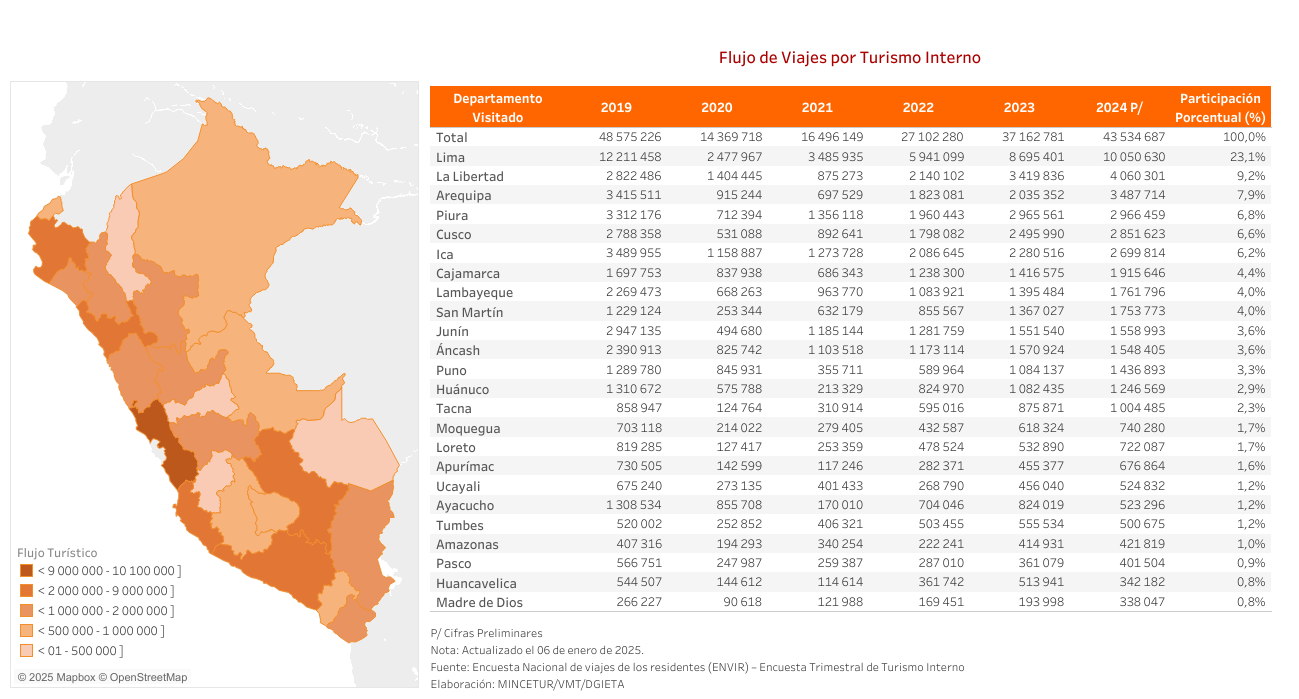 Flujo de Viajes por Turismo Interno
Departamento Visitado 2019 2020 2021 2022 2023 2024 P/ Participación Porcentual (%)
Total 48 575 226 14 369 718 16 496 149 27 102 280 37 162 781 43 534 687 100,0%
Lima 12 211 458 2 477 967 3 485 935 5 941 099 8 695 401 10 050 630 23,1%
La Libertad 2 822 486 1 404 445 875 273 2 140 102 3 419 836 4 060 301 9,2%
Arequipa 3 415 511 915 244 697 529 1 823 081 2 035 352 3 487 714 7,9%
Piura 3 312 176 712 394 1 356 118 1 960 443 2 965 561 2 966 459 6,8%
Cusco 2 788 358 531 088 892 641 1 798 082 2 495 990 2 851 623 6,6%
Ica 3 489 955 1 158 887 1 273 728 2 086 645 2 280 516 2 699 814 6,2%
Cajamarca 1 697 753 837 938 686 343 1 238 300 1 416 575 1 915 646 4,4%
Lambayeque 2 269 473 668 263 963 770 1 083 921 1 395 484 1 761 796 4,0%
San Martín 1 229 124 253 344 632 179 855 567 1 367 027 1 753 773 4,0%
Junín 2 947 135 494 680 1 185 144 1 281 759 1 551 540 1 558 993 3,6%
Áncash 2 390 913 825 742 1 103 518 1 173 114 1 570 924 1 548 405 3,6%
Puno 1 289 780 845 931 355 711 589 964 1 084 137 1 436 893 3,3%
Huánuco 1 310 672 575 788 213 329 824 970 1 082 435 1 246 569 2,9%
Tacna 858 947 124 764 310 914 595 016 875 871 1 004 485 2,3%
Moquegua 703 118 214 022 279 405 432 587 618 324 740 280 1,7%
Loreto 819 285 127 417 253 359 478 524 532 890 722 087 1,7%
Apurímac 730 505 142 599 117 246 282 371 455 377 676 864 1,6%
Ucayali 675 240 273 135 401 433 268 790 456 040 524 832 1,2%
Ayacucho 1 308 534 855 708 170 010 704 046 824 019 523 296 1,2%
Tumbes 520 002 252 852 406 321 503 455 555 534 500 675 1,2%
Amazonas 407 316 194 293 340 254 222 241 414 931 421 819 1,0%
Pasco 566 751 247 987 259 387 287 010 361 079 401 504 0,9%
Huancavelica 544 507 144 612 114 614 361 742 513 941 342 182 0,8%
Madre de Dios 266 227 90 618 121 988 169 451 193 998 338 047 0,8%
Flujo Turístico
< 9 000 000 - 10 100 000 ]
< 2 000 000 - 9 000 000 ]
< 1 000 000 - 2 000 000 ]
< 500 000 - 1 000 000 ]
< 01 - 500 000 ]
© 2025 Mapbox © OpenStreetMap
P/ Cifras Preliminares
Nota: Actualizado el 06 de enero de 2025.
Fuente: Encuesta Nacional de viajes de los residentes (ENVIR) – Encuesta Trimestral de Turismo Interno
Elaboración: MINCETUR/VMT/DGIETA